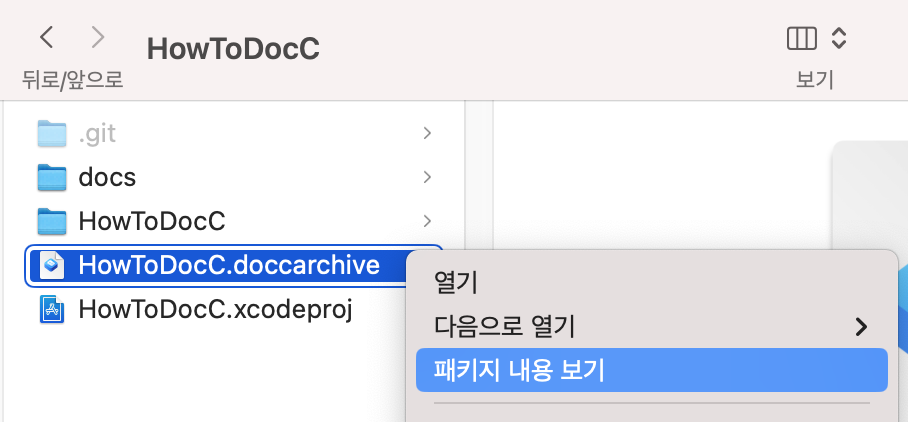 HowToDocC
뒤로/앞으로
보기
.git
docs
HowToDocC
HowToDocC.doccarchive
HowToDocC.xcodeproj
열기
다음으로 열기
패키지 내용 보기